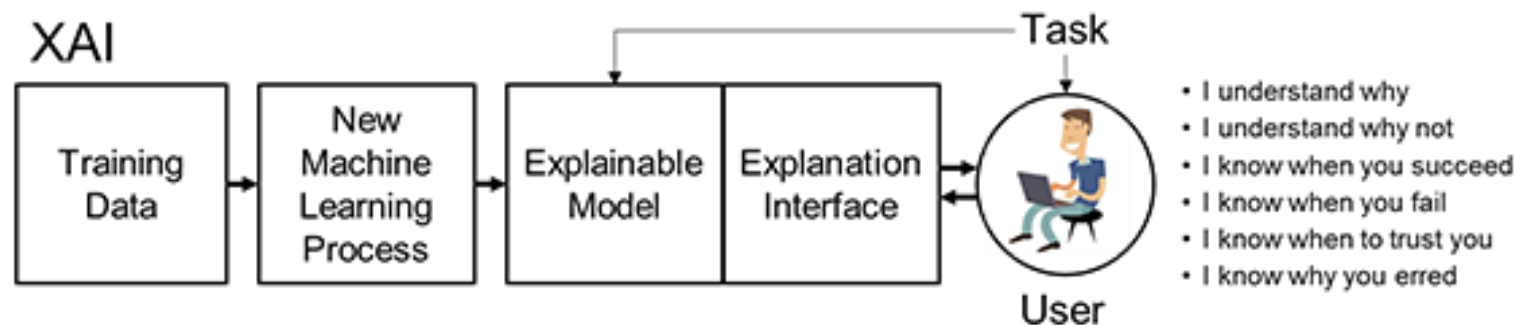 XAI
Task
Training
Data
New
Machine
Learning
Process
Explainable
Model
Explanation
Interface
User
• I understand why
• I understand why not
• I know when you succeed
• I know when you fail
• I know when to trust you
• I know why you erred